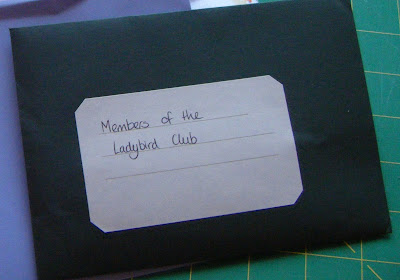 Members of the
Ladybird Club